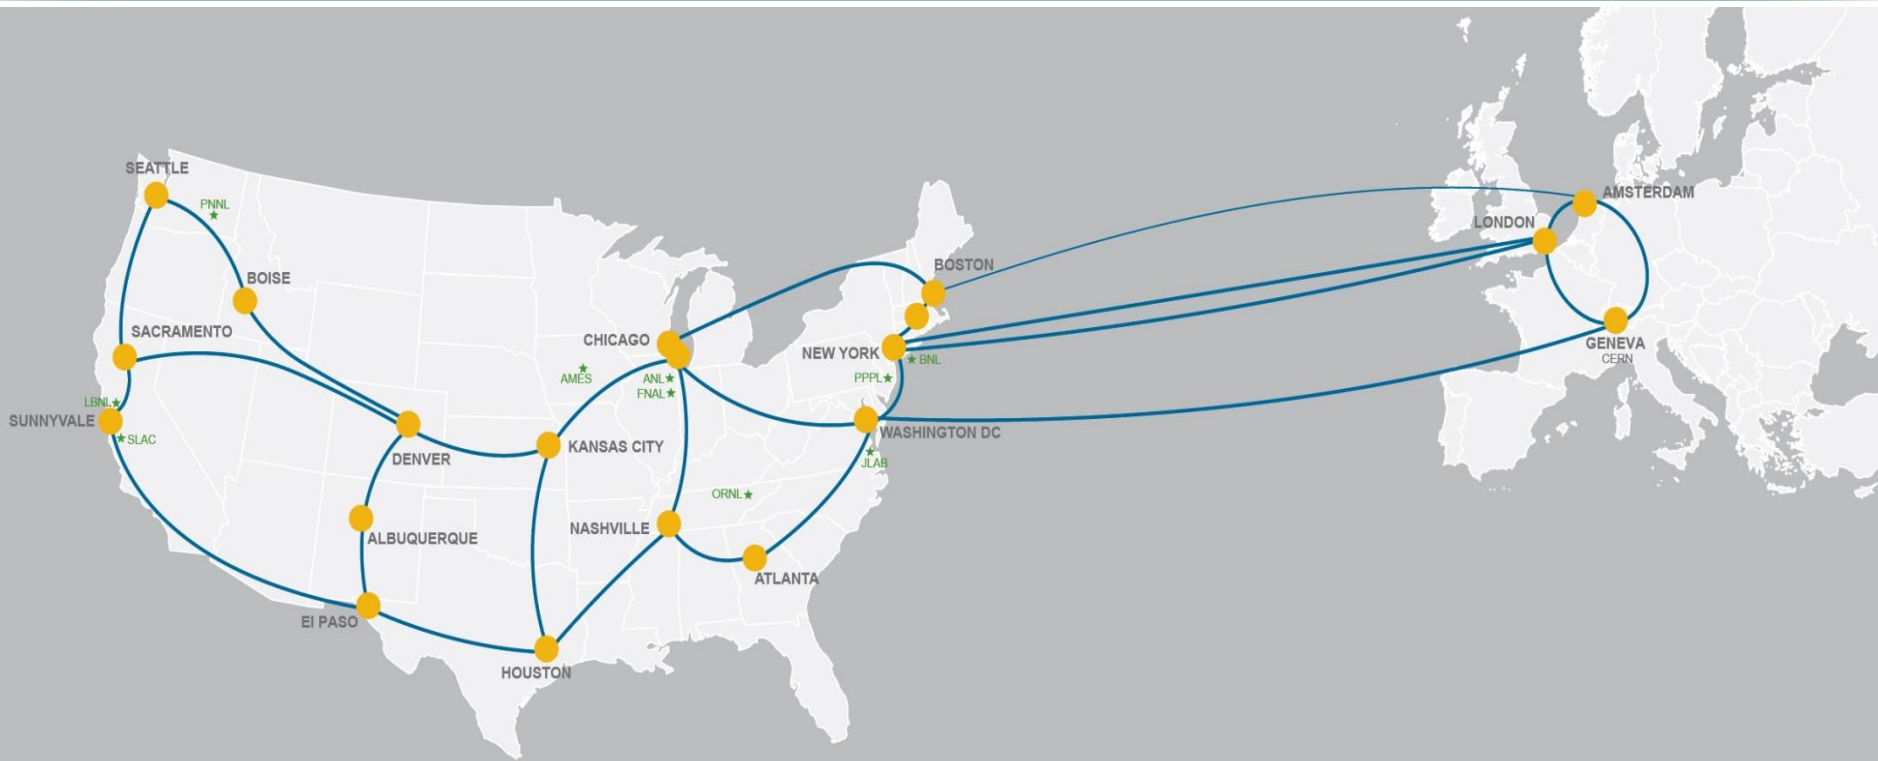 SEATTLE
PNNL
BOISE
SACRAMENTO
LBNL
SUNNYVALE
SLAC
DENVER
ALBUQUERQUE
EI PASO
HOUSTON
KANSAS CITY
AMES
CHICAGO
ANL
FNAL
NASHVILLE
ORNL
ATLANTA
BOSTON
NEW YORK
BNL
PPPL
WASHINGTON DC
JLAB
AMSTERDAM
LONDON
GENEVA
CERN